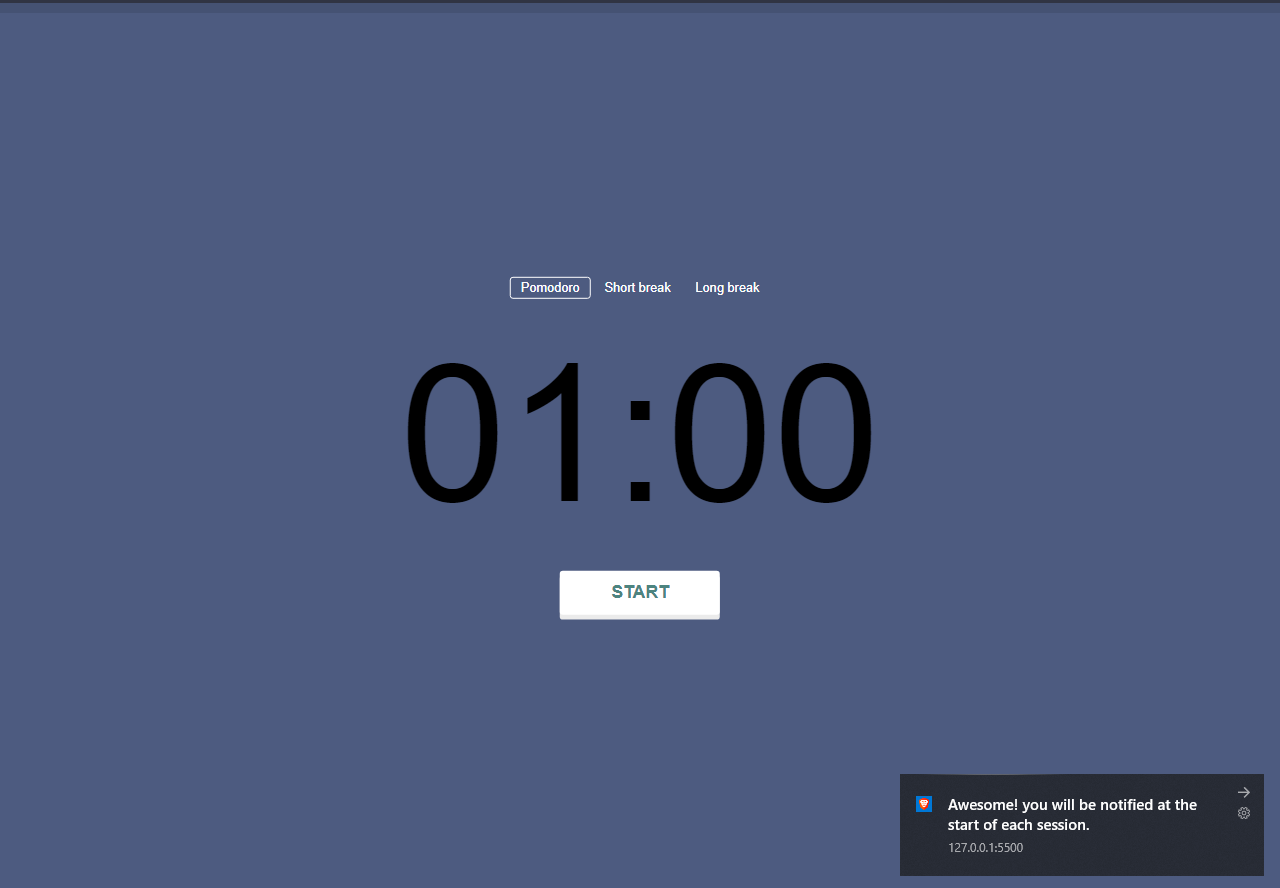 Pomodoro Short break Long break
01:00
START
Awesome! you will be notified at the
start of each session.
127.0.0.1:5500